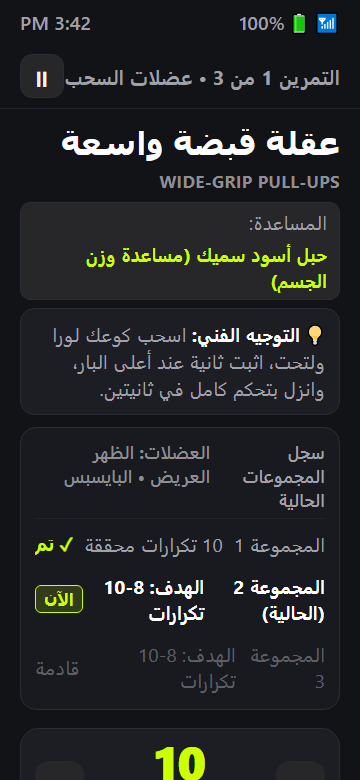 3:42 PM
100%
التمرين 1 من 3 • عضلات السحب
عقلة قبضة واسعة
WIDE-GRIP PULL-UPS
المساعدة:
حبل أسود سميك (مساعدة وزن
الجسم)
💡 التوجيه الفني: اسحب كوعك لورا
ولتحت، اثبت ثانية عند أعلى البار،
وانزل بتحكم كامل في ثانيتين.
سجل
المجموعات
الحالية
العضلات: الظهر
العريض • البايسبس
المجموعة 1
10 تكرارات محققة
✓ تم
المجموعة 2
(الحالية)
الهدف: 8-10
تكرارات
الآن
المجموعة
3
الهدف: 8-10
تكرارات
قادمة
10